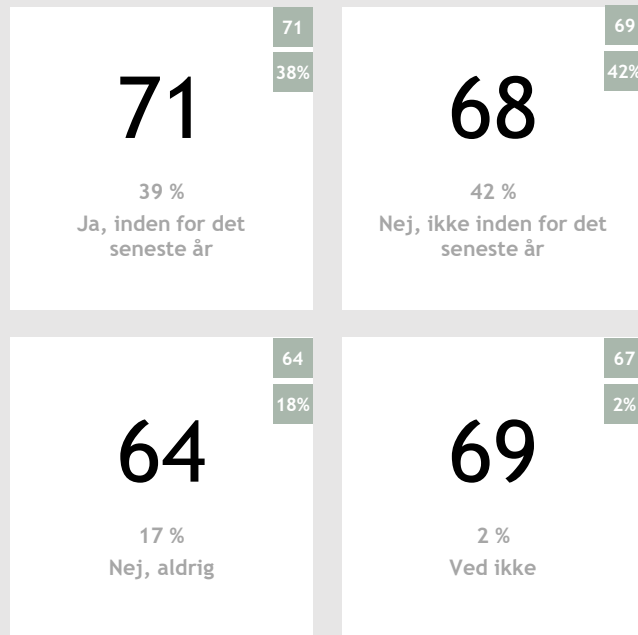 71
38%
71
39 %
Ja, inden for det
seneste år
69
42%
68
42 %
Nej, ikke inden for det
seneste år
64
18%
64
17 %
Nej, aldrig
67
2%
69
2 %
Ved ikke